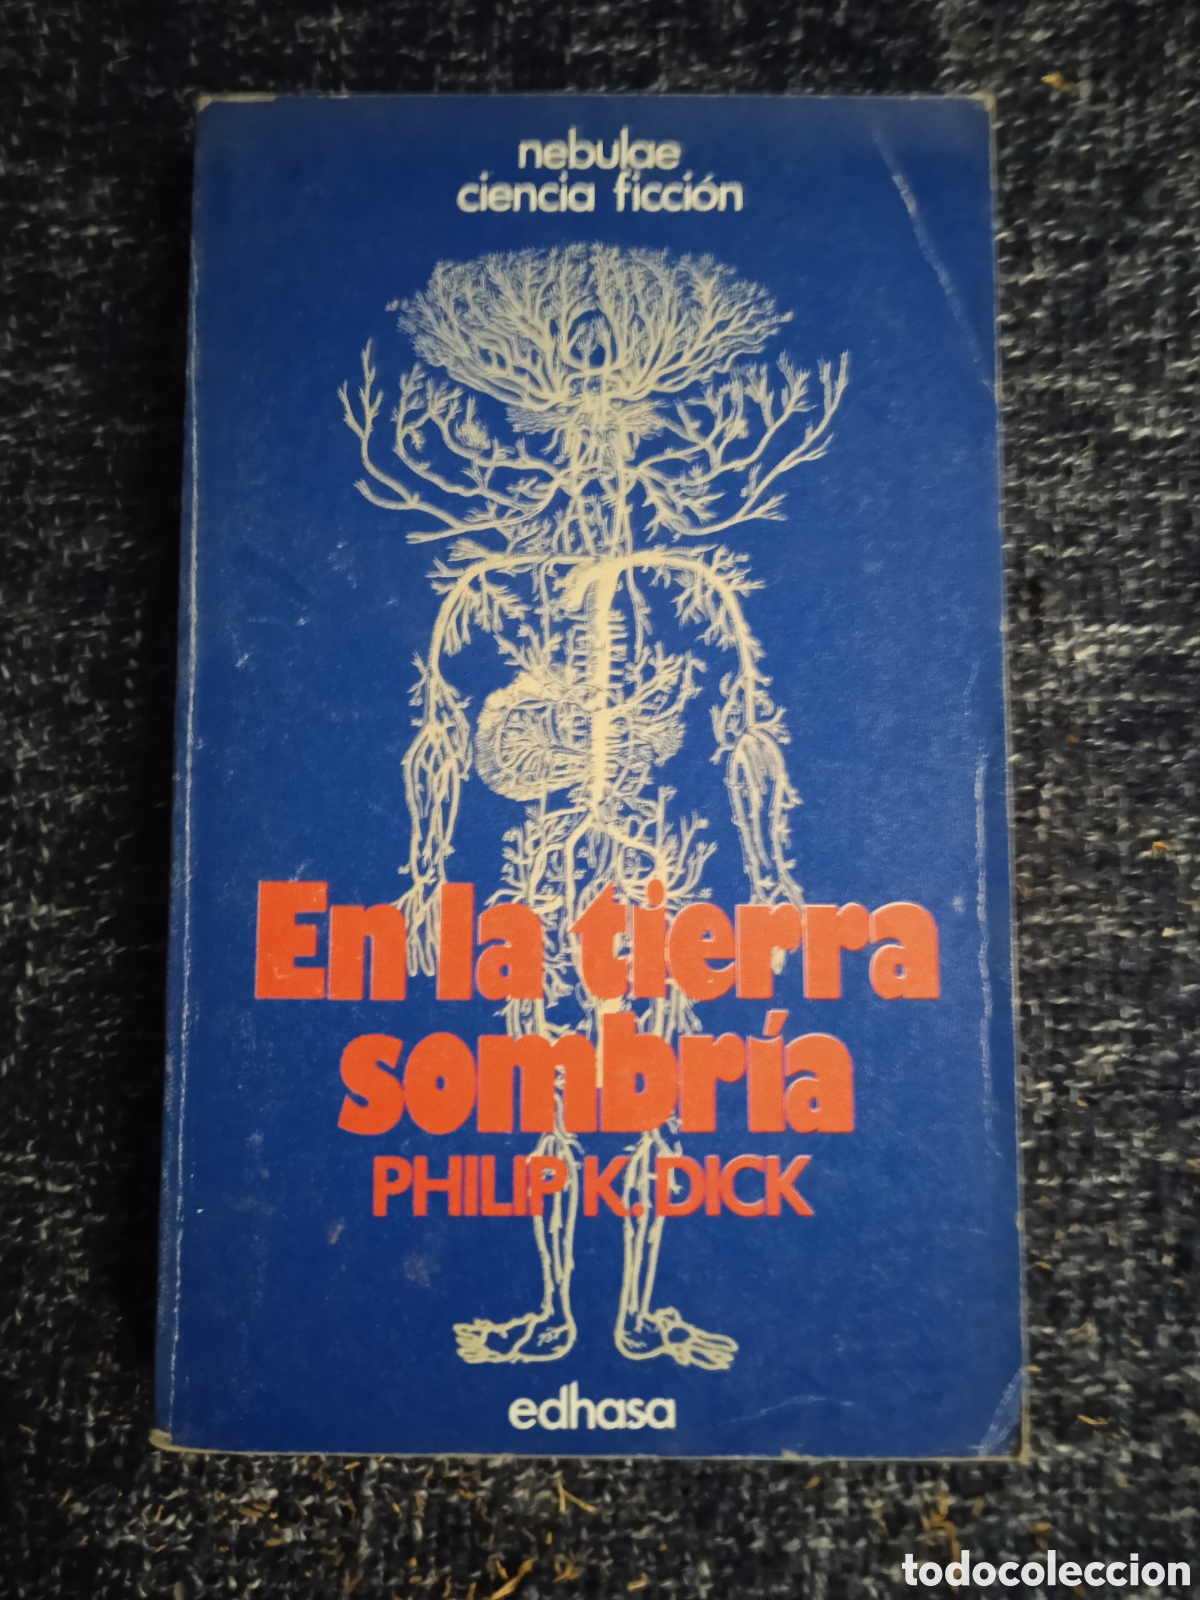 nebulae
ciencia ficción
En la tierra
sombría
PHILIP K. DICK
edhasa
todocoleccion